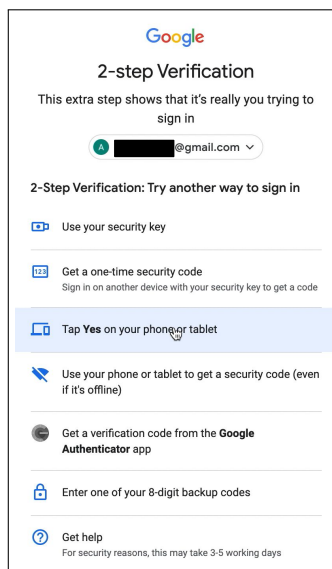 Google
2-step Verification
This extra step shows that it's really you trying to
sign in
A
@gmail.com
2-Step Verification: Try another way to sign in
Use your security key
123
Get a one-time security code
Sign in on another device with your security key to get a code
Tap Yes on your phone or tablet
Use your phone or tablet to get a security code (even
if it's offline)
Get a verification code from the Google
Authenticator app
Enter one of your 8-digit backup codes
Get help
For security reasons, this may take 3-5 working days